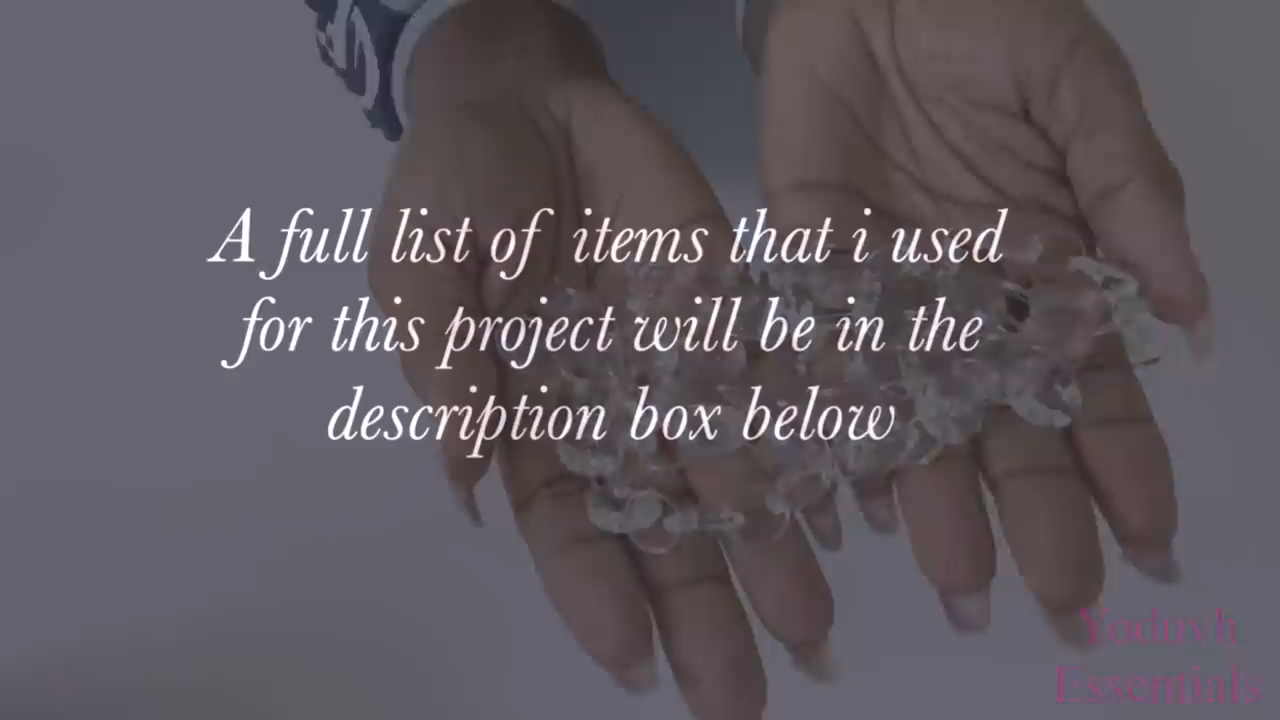 A full list of items that i used
for this project will be in the
description box below
Yoduvh
Essentials